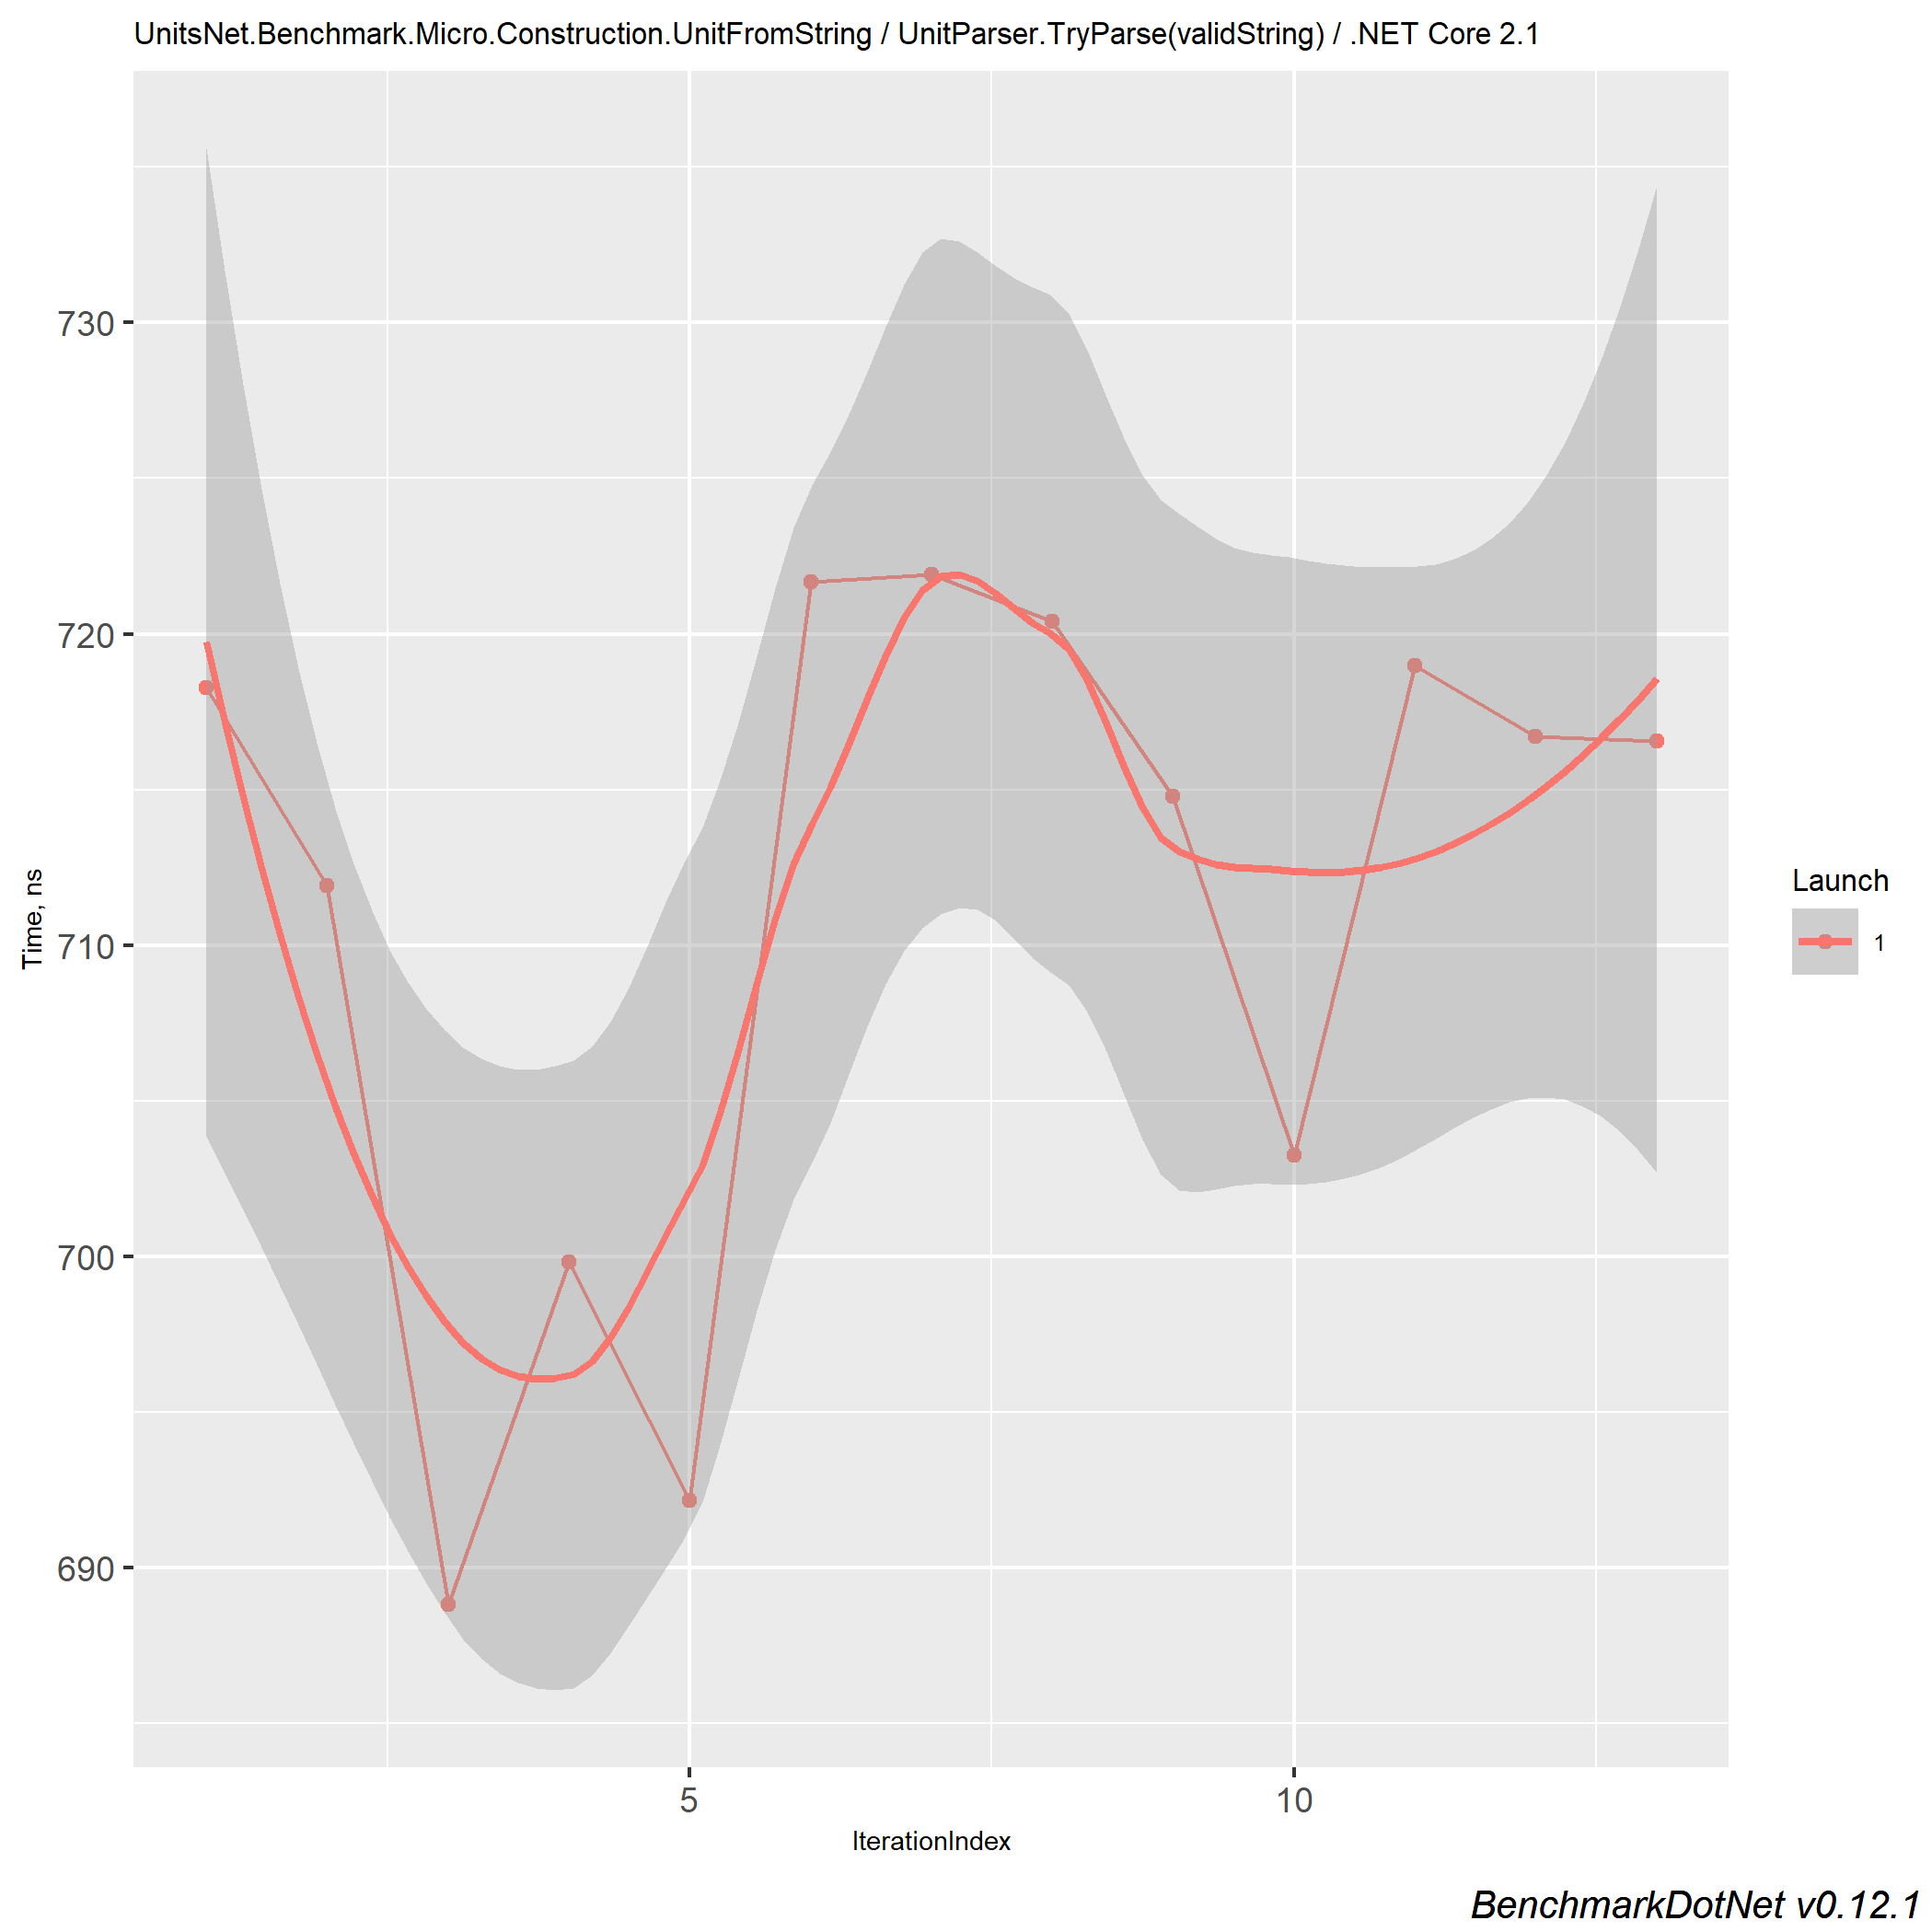 UnitsNet.Benchmark.Micro.Construction.UnitFromString / UnitParser.TryParse(validString) / .NET Core 2.1
730
720
710
700
690
Time, ns
5
10
IterationIndex
Launch
1
BenchmarkDotNet v0.12.1